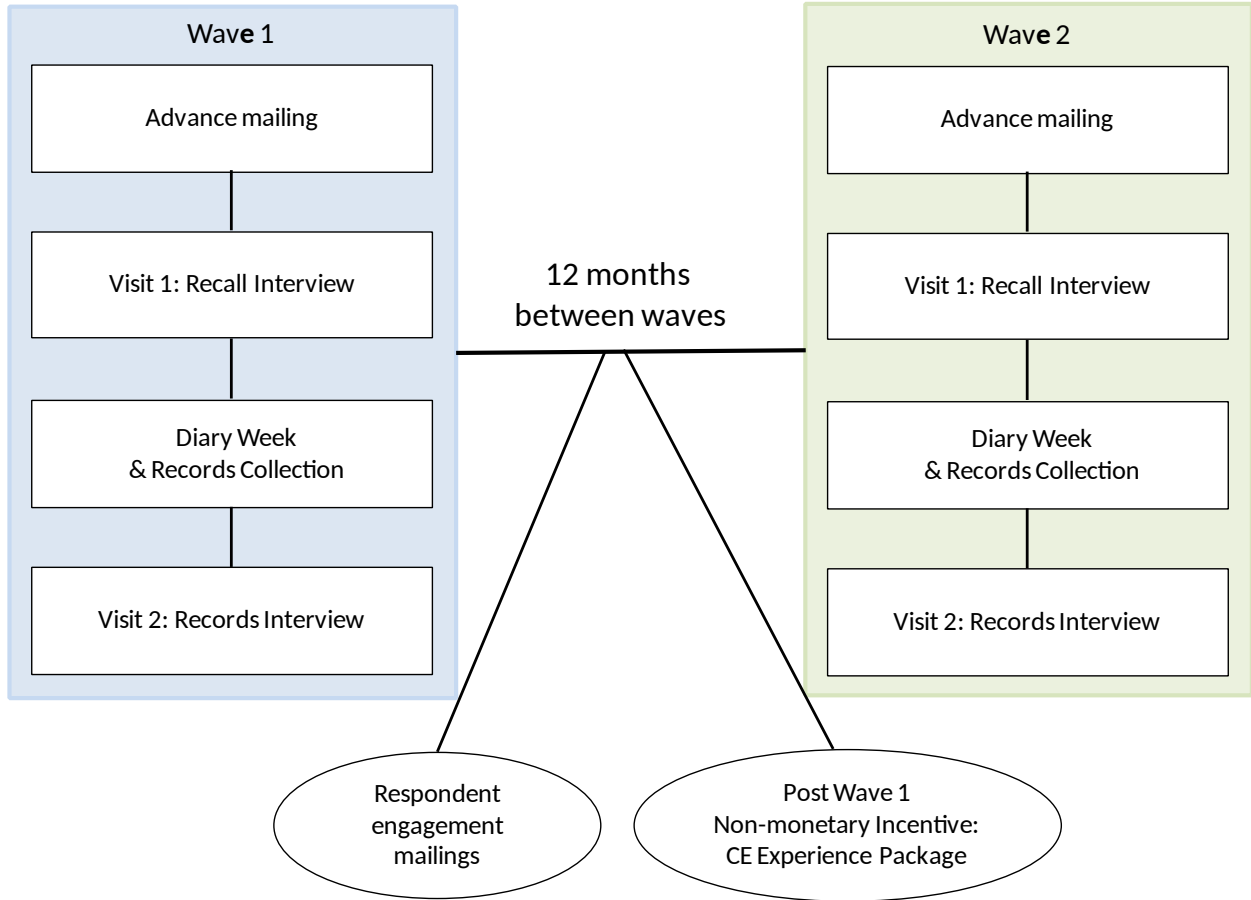 Wave 1
Advance mailing
Visit 1: Recall Interview
Diary Week
& Records Collection
Visit 2: Records Interview
12 months
between waves
Wave 2
Advance mailing
Visit 1: Recall Interview
Diary Week
& Records Collection
Visit 2: Records Interview
Respondent
engagement
mailings
Post Wave 1
Non-monetary Incentive:
CE Experience Package